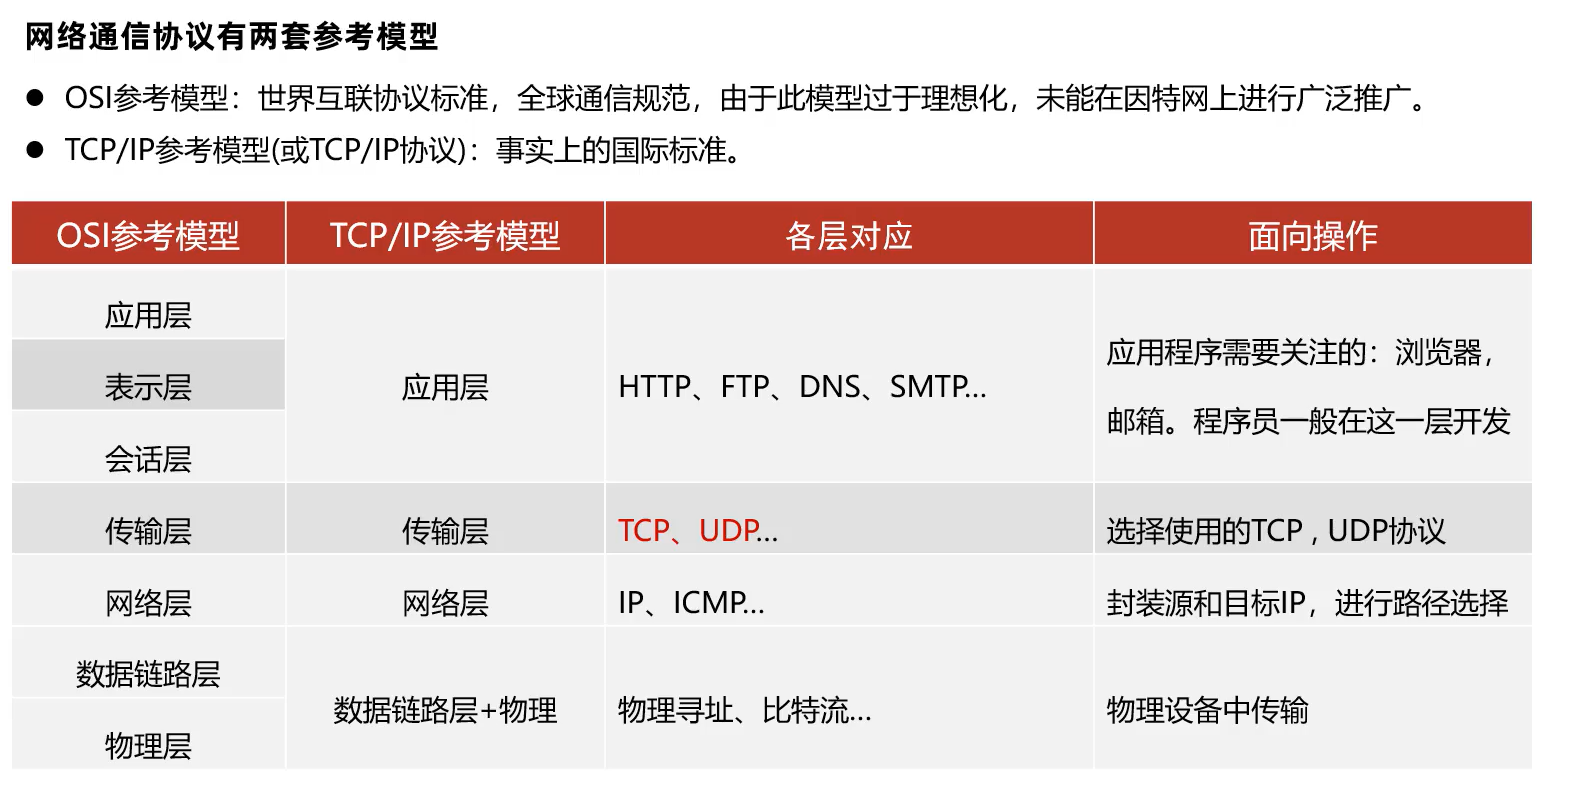 网络通信协议有两套参考模型
● OSI参考模型：世界互联协议标准，全球通信规范，由于此模型过于理想化，未能在因特网上进行广泛推广。
● TCP/IP参考模型(或TCP/IP协议)：事实上的国际标准。
OSI参考模型 TCP/IP参考模型 各层对应 面向操作
应用层
表示层
会话层
应用层
HTTP、FTP、DNS、SMTP...
应用程序需要关注的：浏览器，
邮箱。程序员一般在这一层开发
传输层 传输层 TCP、UDP... 选择使用的TCP , UDP协议
网络层 网络层 IP、ICMP... 封装源和目标IP，进行路径选择
数据链路层
物理层
数据链路层+物理
物理寻址、比特流...
物理设备中传输